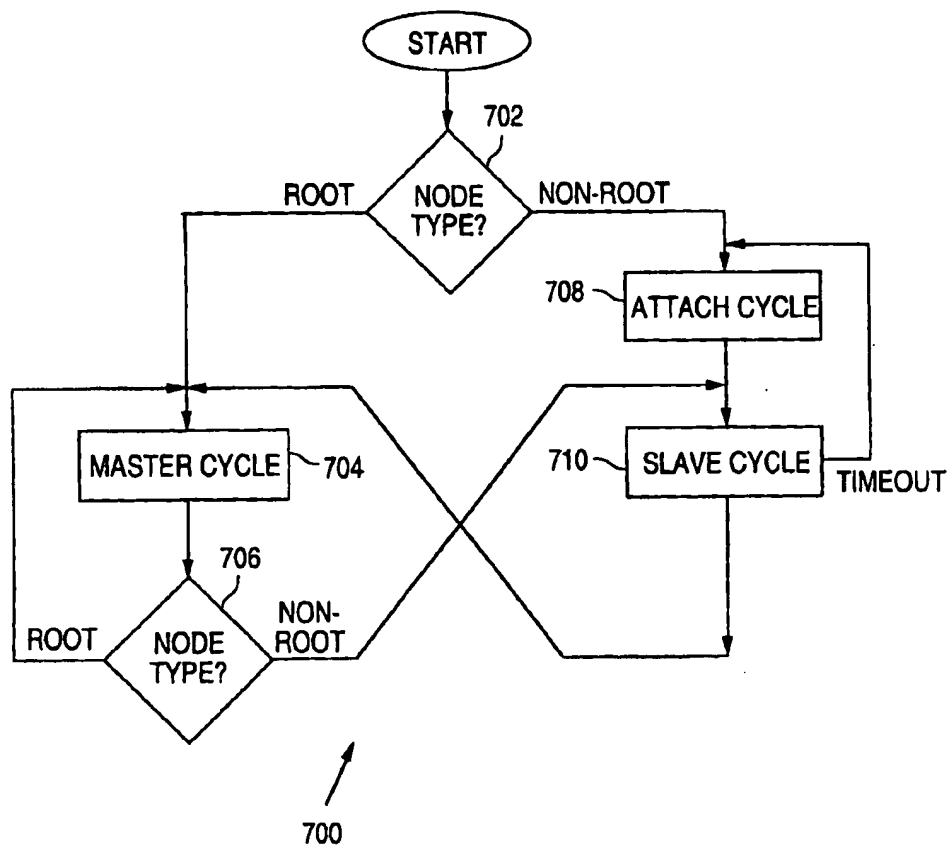 START
702
NODE
TYPE?
ROOT
NON-ROOT
708
ATTACH CYCLE
MASTER CYCLE
704
710
SLAVE CYCLE
TIMEOUT
706
NODE
TYPE?
ROOT
NON-
ROOT
700